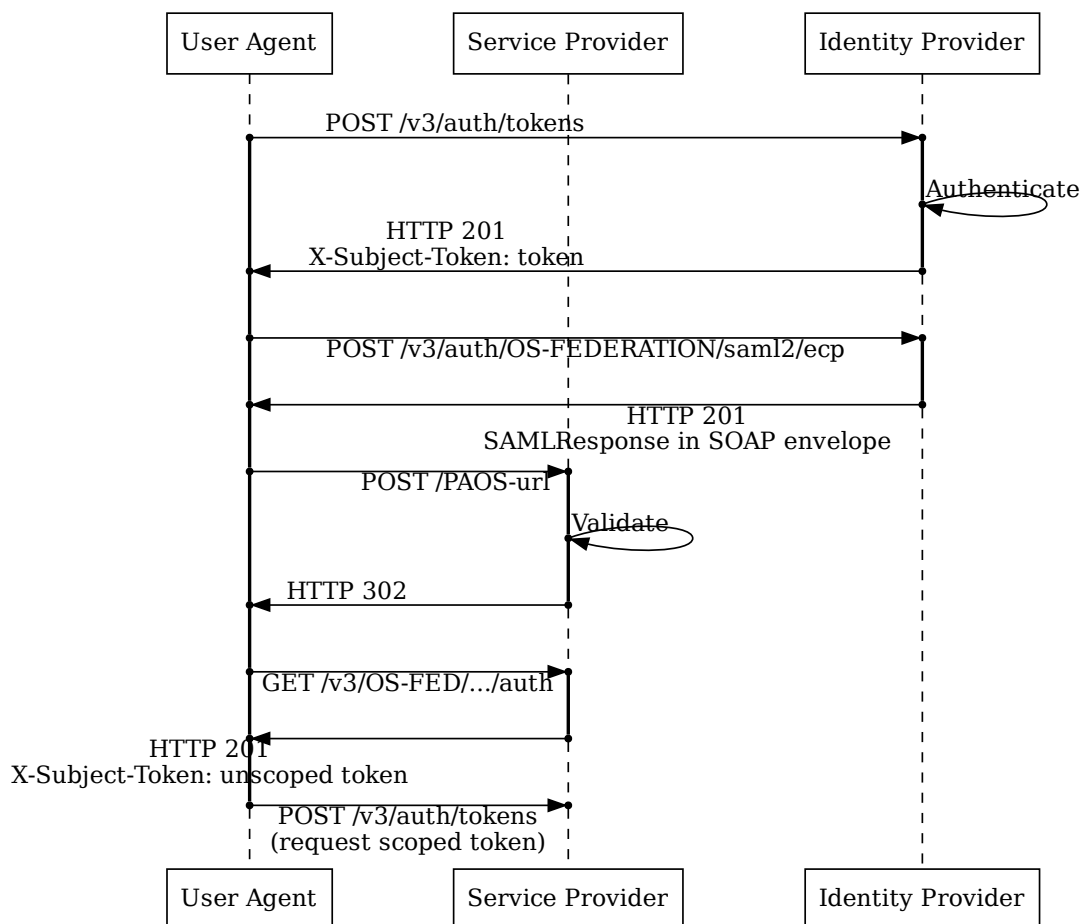 User Agent
Service Provider
Identity Provider
POST /v3/auth/tokens
Authenticate
HTTP 201
X-Subject-Token: token
POST /v3/auth/OS-FEDERATION/saml2/ecp
HTTP 201
SAMLResponse in SOAP envelope
POST /PAOS-url
Validate
HTTP 302
GET /v3/OS-FED/.../auth
HTTP 201
X-Subject-Token: unscoped token
POST /v3/auth/tokens
(request scoped token)
User Agent
Service Provider
Identity Provider